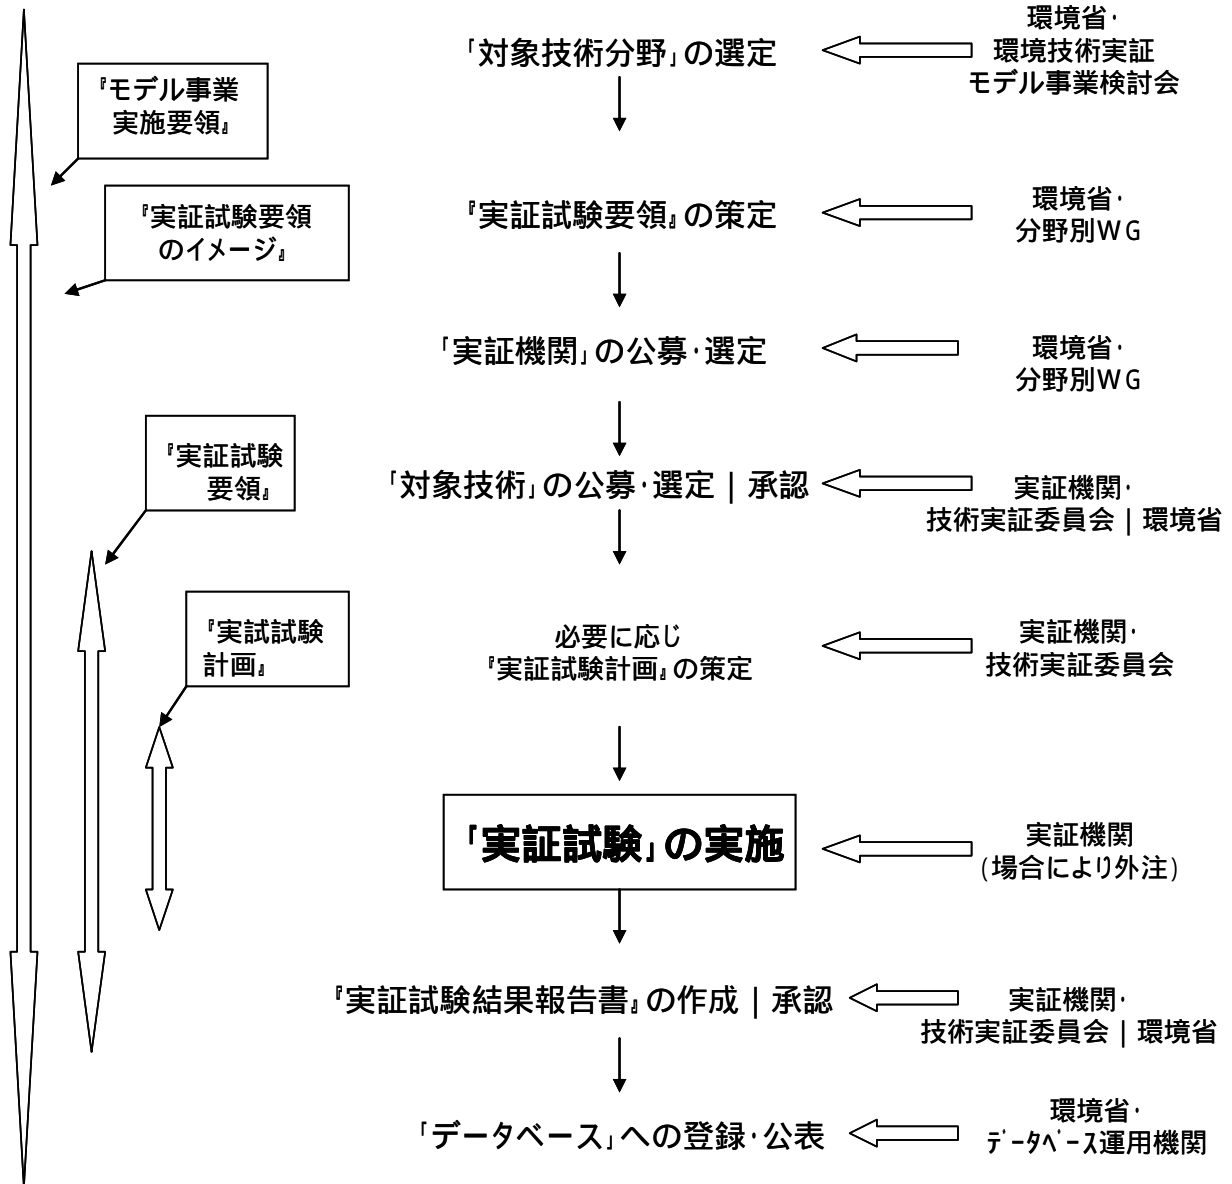 「対象技術分野」の選定
環境省・
環境技術実証
モデル事業検討会
『モデル事業
実施要領』
『実証試験要領
のイメージ』
『実証試験要領』の策定
環境省・
分野別WG
「実証機関」の公募・選定
環境省・
分野別WG
『実証試験
要領』
「対象技術」の公募・選定｜承認
実証機関・
技術実証委員会｜環境省
『実試試験
計画』
必要に応じ
『実証試験計画』の策定
実証機関・
技術実証委員会
「実証試験」の実施
実証機関
(場合により外注)
『実証試験結果報告書』の作成｜承認
実証機関・
技術実証委員会｜環境省
「データベース」への登録・公表
環境省・
ﾃﾞｰﾀﾍﾞｰｽ運用機関